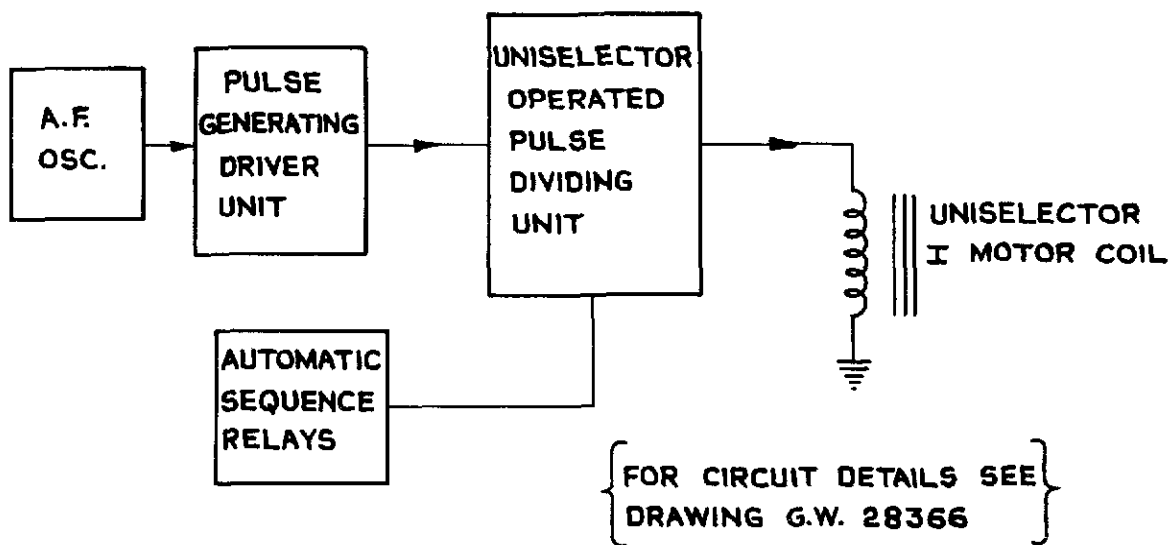 A.F.
OSC.
PULSE
GENERATING
DRIVER
UNIT
UNISELECTOR
OPERATED
PULSE
DIVIDING
UNIT
UNISELECTOR
I MOTOR COIL
AUTOMATIC
SEQUENCE
RELAYS
FOR CIRCUIT DETAILS SEE
DRAWING G.W. 28366